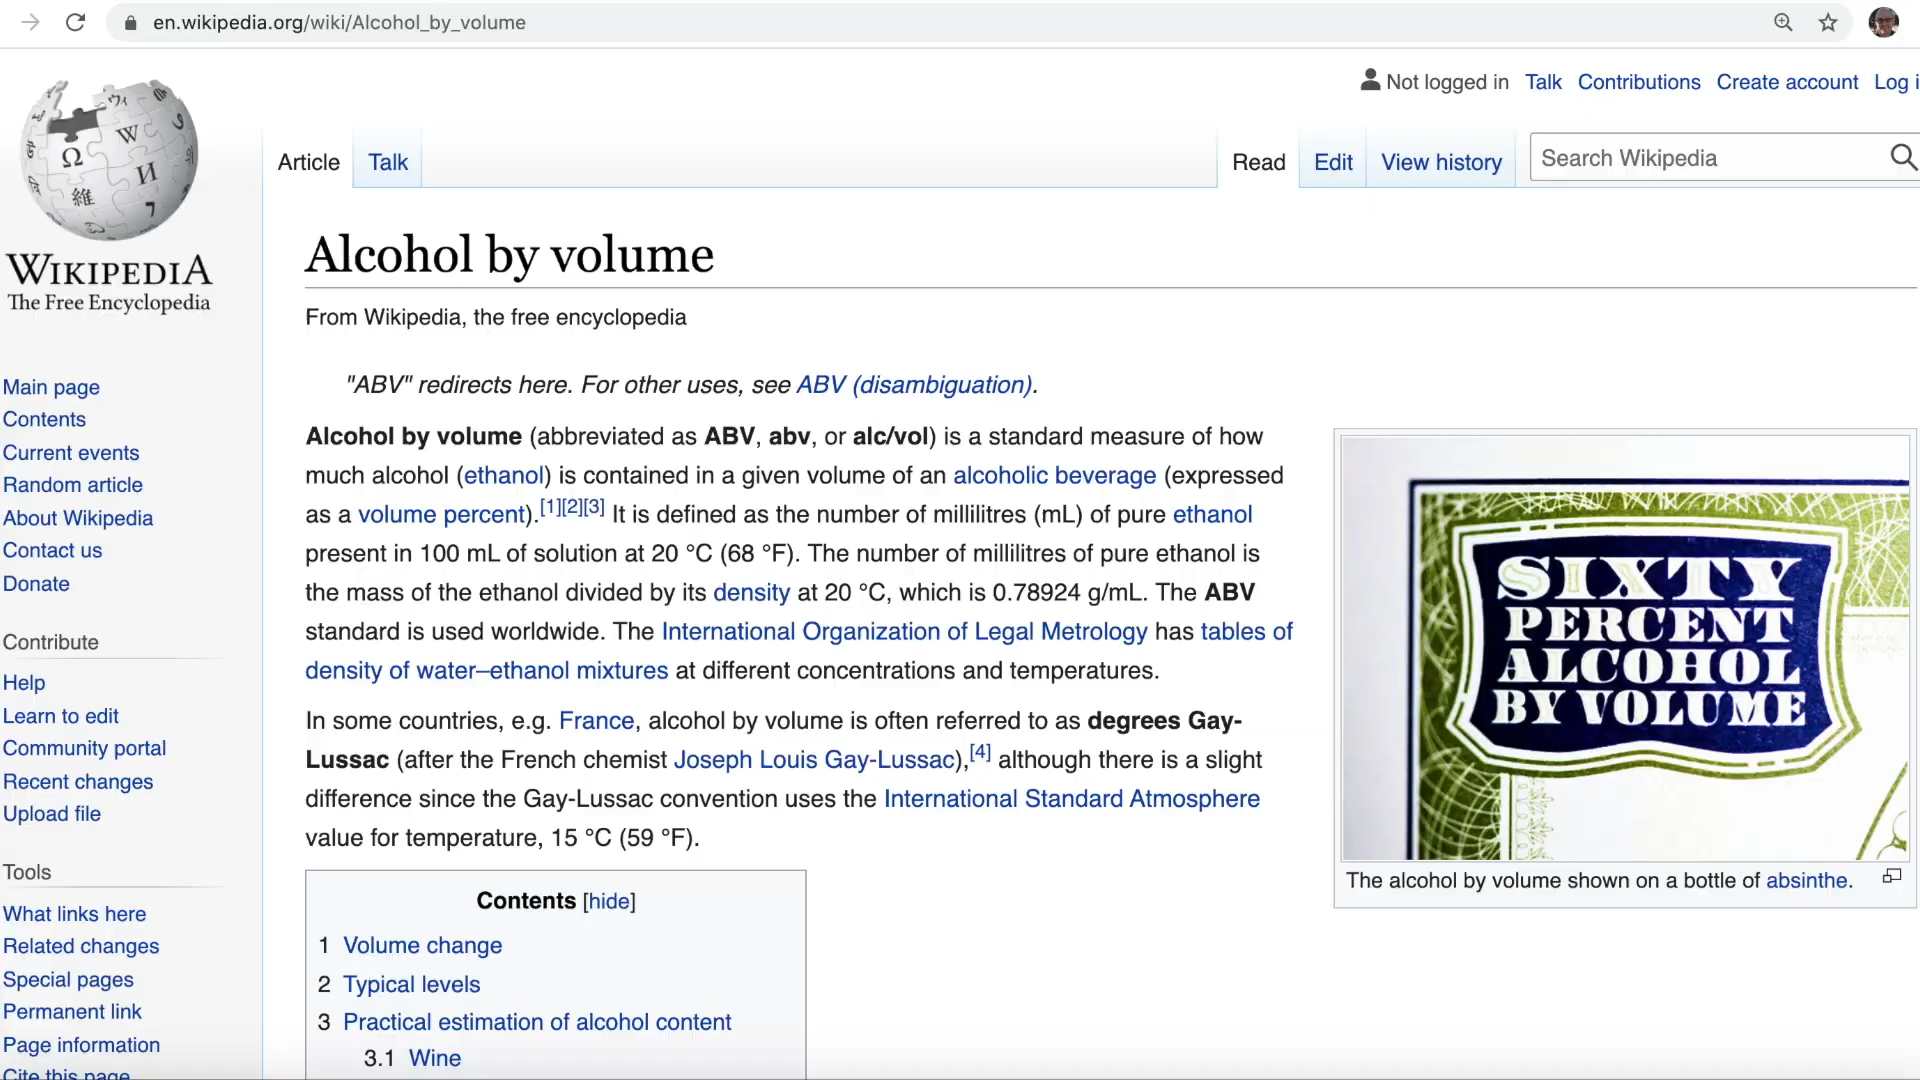 en.wikipedia.org/wiki/Alcohol_by_volume
Not logged in Talk Contributions Create account Log i
Article Talk Read Edit View history Search Wikipedia
WIKIPEDIA
The Free Encyclopedia
Main page
Contents
Current events
Random article
About Wikipedia
Contact us
Donate
Contribute
Help
Learn to edit
Community portal
Recent changes
Upload file
Tools
What links here
Related changes
Special pages
Permanent link
Page information
Cite this page
Alcohol by volume
From Wikipedia, the free encyclopedia
"ABV" redirects here. For other uses, see ABV (disambiguation).
Alcohol by volume (abbreviated as ABV, abv, or alc/vol) is a standard measure of how
much alcohol (ethanol) is contained in a given volume of an alcoholic beverage (expressed
as a volume percent).[1][2][3] It is defined as the number of millilitres (mL) of pure ethanol
present in 100 mL of solution at 20 °C (68 °F). The number of millilitres of pure ethanol is
the mass of the ethanol divided by its density at 20 °C, which is 0.78924 g/mL. The ABV
standard is used worldwide. The International Organization of Legal Metrology has tables of
density of water–ethanol mixtures at different concentrations and temperatures.
In some countries, e.g. France, alcohol by volume is often referred to as degrees Gay-
Lussac (after the French chemist Joseph Louis Gay-Lussac),[4] although there is a slight
difference since the Gay-Lussac convention uses the International Standard Atmosphere
value for temperature, 15 °C (59 °F).
Contents [hide]
1 Volume change
2 Typical levels
3 Practical estimation of alcohol content
3.1 Wine
SIXTY
PERCENT
ALCOHOL
BY VOLUME
The alcohol by volume shown on a bottle of absinthe.